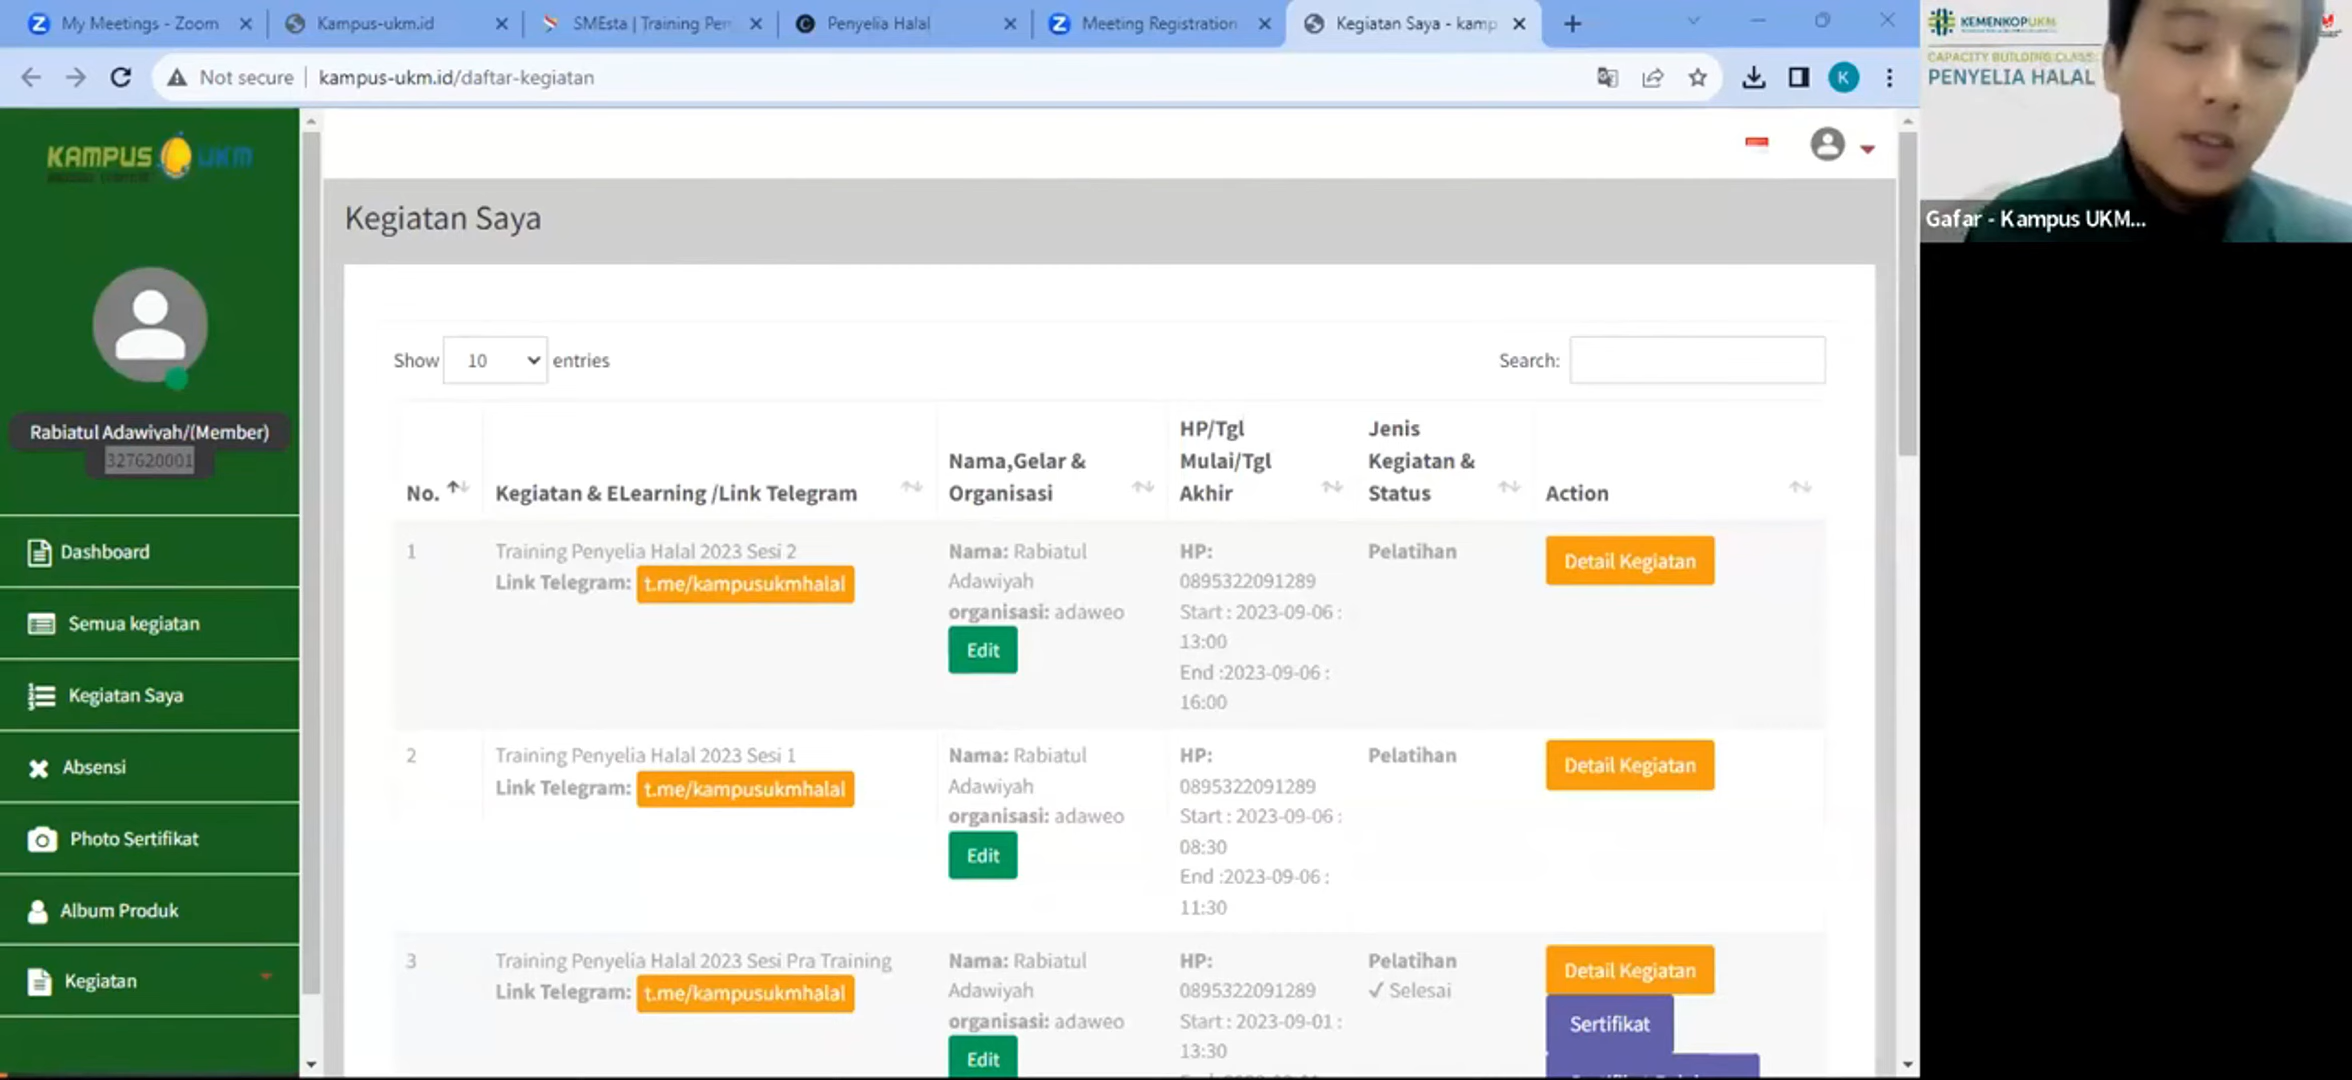 My Meetings - Zoom
Kampus-ukm.id
SMEsta | Training Pen
Penyelia Halal
Meeting Registration
Kegiatan Saya - kamp
Not secure
kampus-ukm.id/daftar-kegiatan
K
KEMENKOPUKM
CAPACITY BUILDING CLASS
PENYELIA HALAL
Gafar - Kampus UKM...
KAMPUS UKM
Rabiatul Adawiyah/(Member)
327620001
Dashboard
Semua kegiatan
Kegiatan Saya
Absensi
Photo Sertifikat
Album Produk
Kegiatan
Kegiatan Saya
Show 10 entries
Search:
No.
Kegiatan & ELearning /Link Telegram
Nama,Gelar &
Organisasi
HP/Tgl
Mulai/Tgl
Akhir
Jenis
Kegiatan &
Status
Action
1
Training Penyelia Halal 2023 Sesi 2
Link Telegram: t.me/kampusukmhalal
Nama: Rabiatul
Adawiyah
organisasi: adaweo
Edit
HP:
0895322091289
Start : 2023-09-06 :
13:00
End :2023-09-06 :
16:00
Pelatihan
Detail Kegiatan
2
Training Penyelia Halal 2023 Sesi 1
Link Telegram: t.me/kampusukmhalal
Nama: Rabiatul
Adawiyah
organisasi: adaweo
Edit
HP:
0895322091289
Start : 2023-09-06 :
08:30
End :2023-09-06 :
11:30
Pelatihan
Detail Kegiatan
3
Training Penyelia Halal 2023 Sesi Pra Training
Link Telegram: t.me/kampusukmhalal
Nama: Rabiatul
Adawiyah
organisasi: adaweo
Edit
HP:
0895322091289
Start : 2023-09-01 :
13:30
Pelatihan
✓ Selesai
Detail Kegiatan
Sertifikat